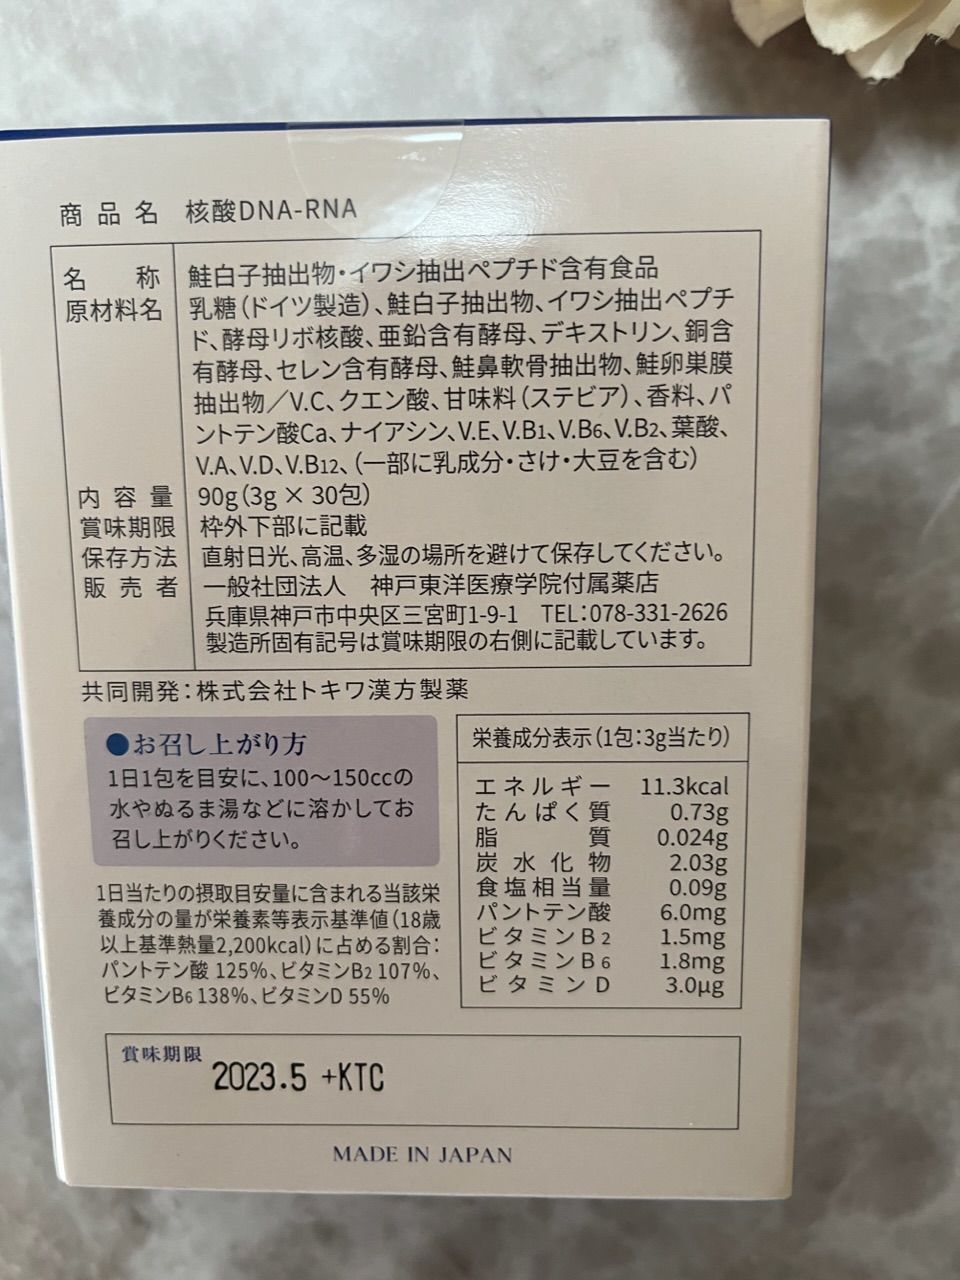 商品名 核酸DNA-RNA
名称 鮭白子抽出物・イワシ抽出ペプチド含有食品
原材料名 乳糖(ドイツ製造)、鮭白子抽出物、イワシ抽出ペプチ
ド、酵母リボ核酸、亜鉛含有酵母、デキストリン、銅含
有酵母、セレン含有酵母、鮭鼻軟骨抽出物、鮭卵巣膜
抽出物/V.C、クエン酸、甘味料(ステビア)、香料、パ
ントテン酸Ca、ナイアシン、V.E、V.B1、V.B6、V.B2、葉酸、
V.A、V.D、V.B12、(一部に乳成分・さけ・大豆を含む)
内容量 90g(3g × 30包)
賞味期限 枠外下部に記載
保存方法 直射日光、高温、多湿の場所を避けて保存してください。
販売者 一般社団法人 神戸東洋医療学院付属薬店
兵庫県神戸市中央区三宮町1-9-1 TEL:078-331-2626
製造所固有記号は賞味期限の右側に記載しています。
共同開発:株式会社トキワ漢方製薬
●お召し上がり方
1日1包を目安に、100〜150ccの
水やぬるま湯などに溶かしてお
召し上がりください。
1日当たりの摂取目安量に含まれる当該栄
養成分の量が栄養素等表示基準値(18歳
以上基準熱量2,200kcal)に占める割合:
パントテン酸 125%、ビタミンB2 107%、
ビタミンB6 138%、ビタミンD 55%
栄養成分表示(1包:3g当たり)
エネルギー 11.3kcal
たんぱく質 0.73g
脂質 0.024g
炭水化物 2.03g
食塩相当量 0.09g
パントテン酸 6.0mg
ビタミンB2 1.5mg
ビタミンB6 1.8mg
ビタミンD 3.0μg
賞味期限 2023.5 +KTC
MADE IN JAPAN